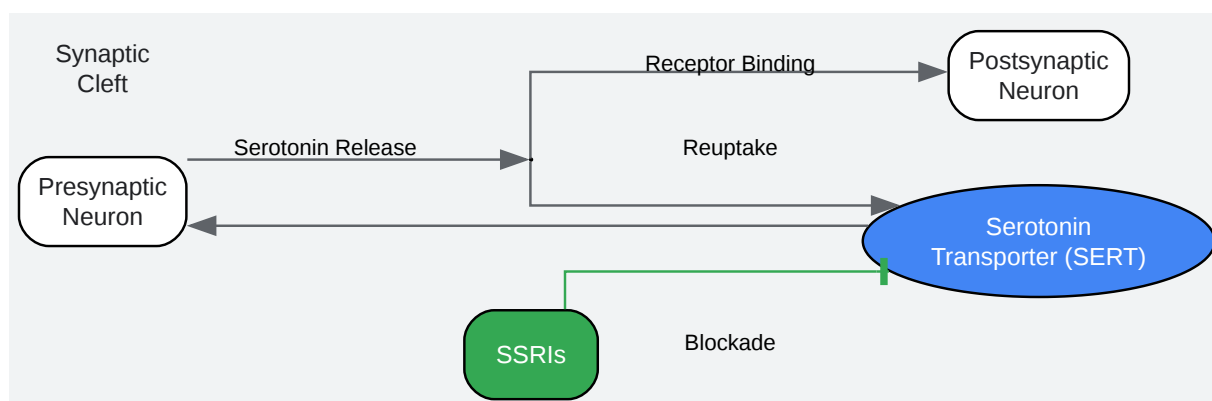 Synaptic
Cleft
Receptor Binding
Postsynaptic
Neuron
Serotonin Release
Reuptake
Presynaptic
Neuron
Serotonin
Transporter (SERT)
SSRIs
Blockade